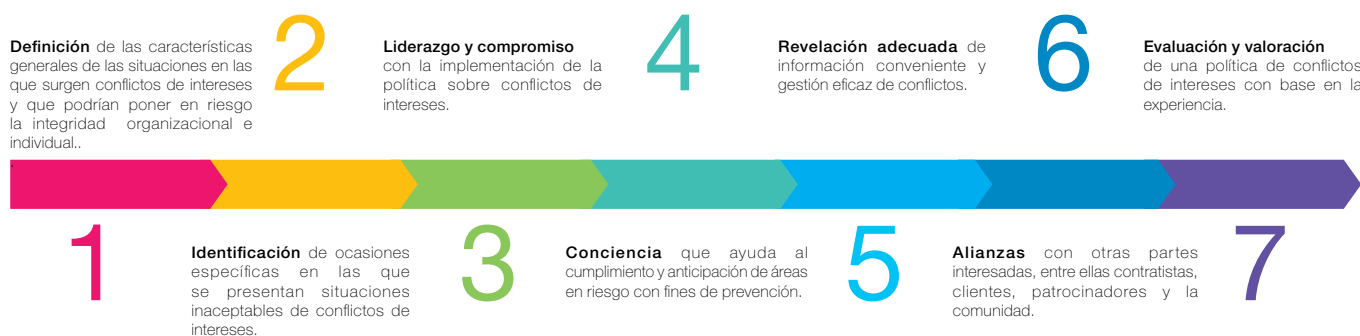 1
Definición de las características
generales de las situaciones en las
que surgen conflictos de intereses
y que podrían poner en riesgo
la integridad organizacional e
individual..
2
Identificación de ocasiones
específicas en las que
se presentan situaciones
inaceptables de conflictos de
intereses.
3
Liderazgo y compromiso
con la implementación de la
política sobre conflictos de
intereses.
4
Conciencia que ayuda al
cumplimiento y anticipación de áreas
en riesgo con fines de prevención.
5
Revelación adecuada de
información conveniente y
gestión eficaz de conflictos.
6
Alianzas con otras partes
interesadas, entre ellas contratistas,
clientes, patrocinadores y la
comunidad.
7
Evaluación y valoración
de una política de conflictos
de intereses con base en la
experiencia.